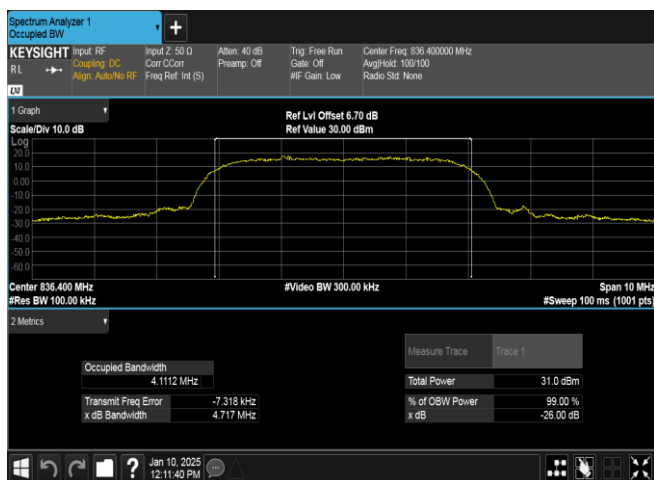 Spectrum Analyzer 1
Occupied BW
+
KEYSIGHT
RL
LXI
Input: RF
Coupling: DC
Align: Auto/No RF
Input Z: 50 Ω
Corr CCorr
Freq Ref: Int (S)
Atten: 40 dB
Preamp: Off
Trig: Free Run
Gate: Off
#IF Gain: Low
Center Freq: 836.400000 MHz
Avg|Hold: 100/100
Radio Std: None
1 Graph
Scale/Div 10.0 dB
Ref Lvl Offset 6.70 dB
Ref Value 30.00 dBm
Log
20.0
10.0
0.00
-10.0
-20.0
-30.0
-40.0
-50.0
-60.0
Center 836.400 MHz
#Res BW 100.00 kHz
#Video BW 300.00 kHz
Span 10 MHz
#Sweep 100 ms (1001 pts)
2 Metrics
Measure Trace Trace 1
Occupied Bandwidth
4.1112 MHz
Total Power 31.0 dBm
Transmit Freq Error -7.318 kHz
% of OBW Power 99.00 %
x dB Bandwidth 4.717 MHz
x dB -26.00 dB
?
Jan 10, 2025
12:11:40 PM